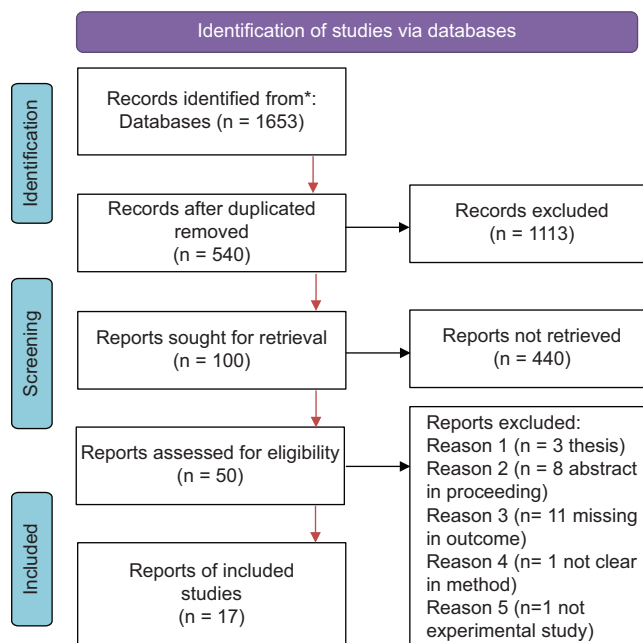 Identification of studies via databases
Identification
Records identified from*:
Databases (n = 1653)
Records after duplicated
removed
(n = 540)
Records excluded
(n = 1113)
Screening
Reports sought for retrieval
(n = 100)
Reports not retrieved
(n = 440)
Reports assessed for eligibility
(n = 50)
Reports excluded:
Reason 1 (n = 3 thesis)
Reason 2 (n = 8 abstract
in proceeding)
Reason 3 (n= 11 missing
in outcome)
Reason 4 (n= 1 not clear
in method)
Reason 5 (n=1 not
experimental study)
Included
Reports of included
studies
(n = 17)